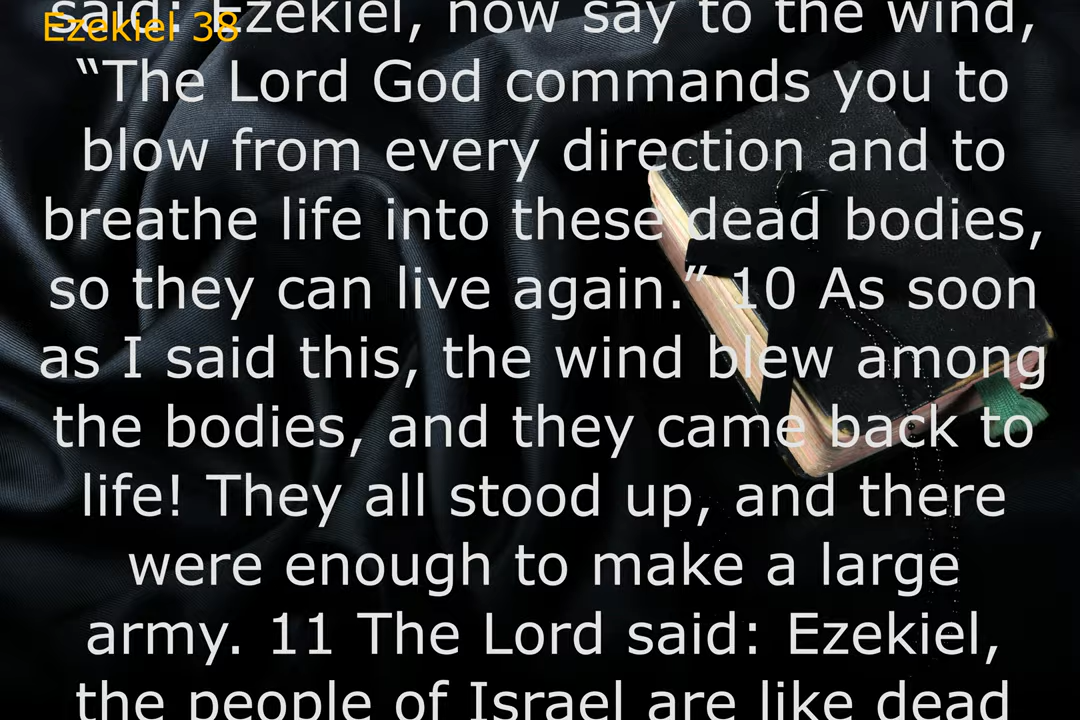 Ezekiel 38
said: Ezekiel, now say to the wind,
“The Lord God commands you to
blow from every direction and to
breathe life into these dead bodies,
so they can live again.” 10 As soon
as I said this, the wind blew among
the bodies, and they came back to
life! They all stood up, and there
were enough to make a large
army. 11 The Lord said: Ezekiel,
the people of Israel are like dead